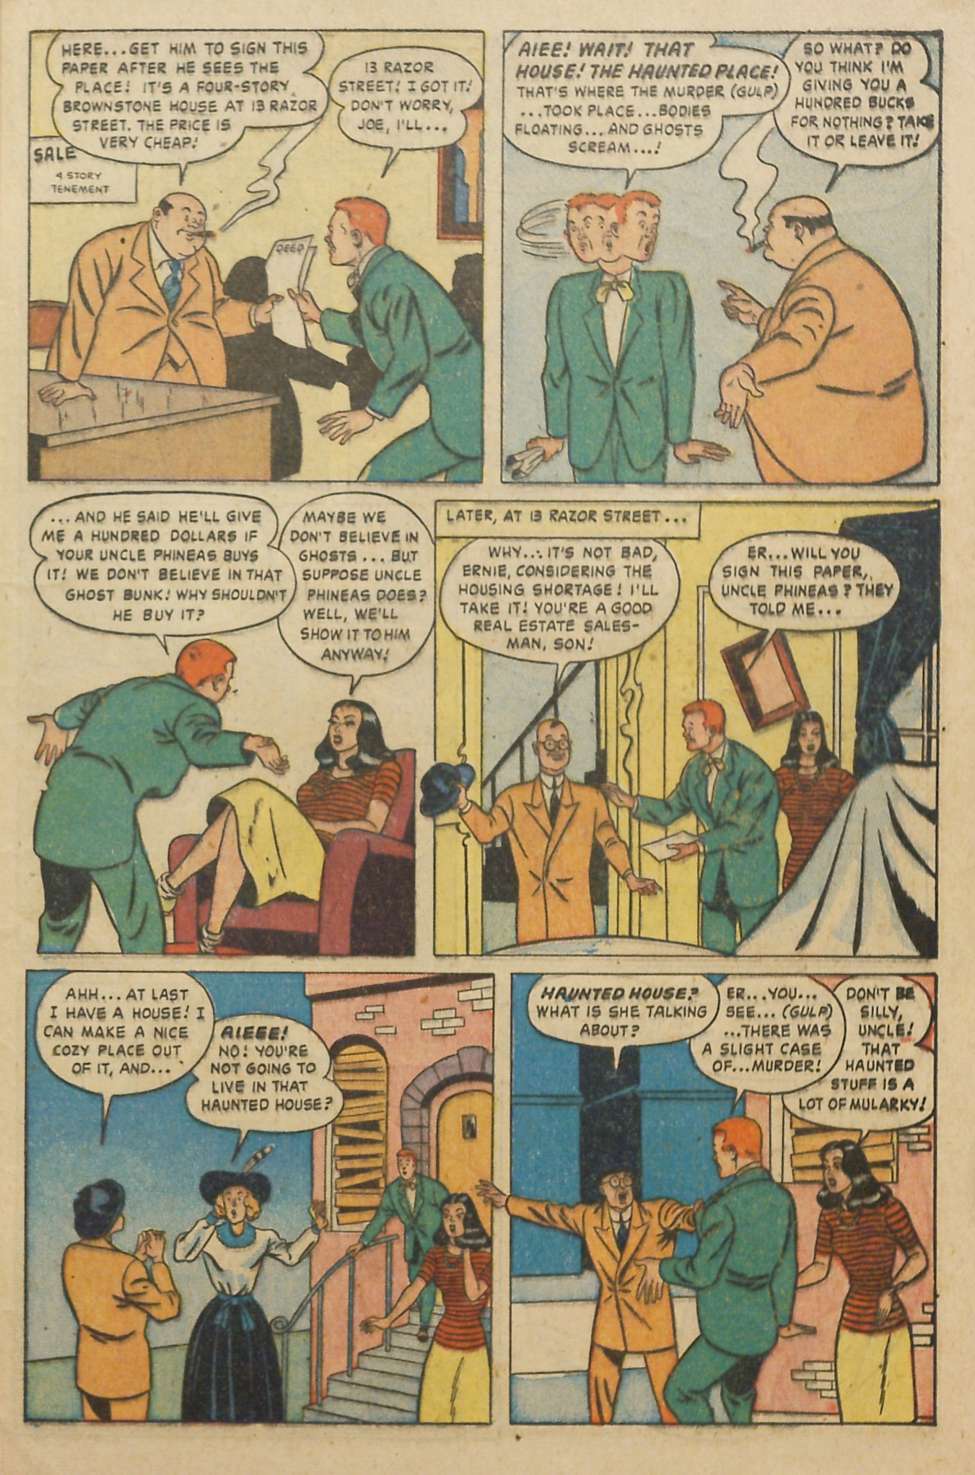 HERE...GET HIM TO SIGN THIS
PAPER AFTER HE SEES THE
PLACE! IT'S A FOUR-STORY
BROWNSTONE HOUSE AT 13 RAZOR
STREET. THE PRICE IS
VERY CHEAP!
13 RAZOR
STREET! I GOT IT!
DON'T WORRY,
JOE, I'LL...
SALE
4 STORY
TENEMENT
DEED
AIEE! WAIT! THAT
HOUSE! THE HAUNTED PLACE!
THAT'S WHERE THE MURDER (GULP)
...TOOK PLACE...BODIES
FLOATING...AND GHOSTS
SCREAM...!
SO WHAT? DO
YOU THINK I'M
GIVING YOU A
HUNDRED BUCKS
FOR NOTHING? TAKE
IT OR LEAVE IT!
...AND HE SAID HE'LL GIVE
ME A HUNDRED DOLLARS IF
YOUR UNCLE PHINEAS BUYS
IT! WE DON'T BELIEVE IN THAT
GHOST BUNK! WHY SHOULDN'T
HE BUY IT?
MAYBE WE
DON'T BELIEVE IN
GHOSTS... BUT
SUPPOSE UNCLE
PHINEAS DOES?
WELL, WE'LL
SHOW IT TO HIM
ANYWAY!
LATER, AT 13 RAZOR STREET...
WHY... IT'S NOT BAD,
ERNIE, CONSIDERING THE
HOUSING SHORTAGE! I'LL
TAKE IT! YOU'RE A GOOD
REAL ESTATE SALES-
MAN, SON!
ER...WILL YOU
SIGN THIS PAPER,
UNCLE PHINEAS? THEY
TOLD ME...
AHH...AT LAST
I HAVE A HOUSE! I
CAN MAKE A NICE
COZY PLACE OUT
OF IT, AND...
AIEEE!
NO! YOU'RE
NOT GOING TO
LIVE IN THAT
HAUNTED HOUSE?
HAUNTED HOUSE?
WHAT IS SHE TALKING
ABOUT?
ER...YOU...
SEE... (GULP)
...THERE WAS
A SLIGHT CASE
OF...MURDER!
DON'T BE
SILLY,
UNCLE!
THAT
HAUNTED
STUFF IS A
LOT OF MULARKY!